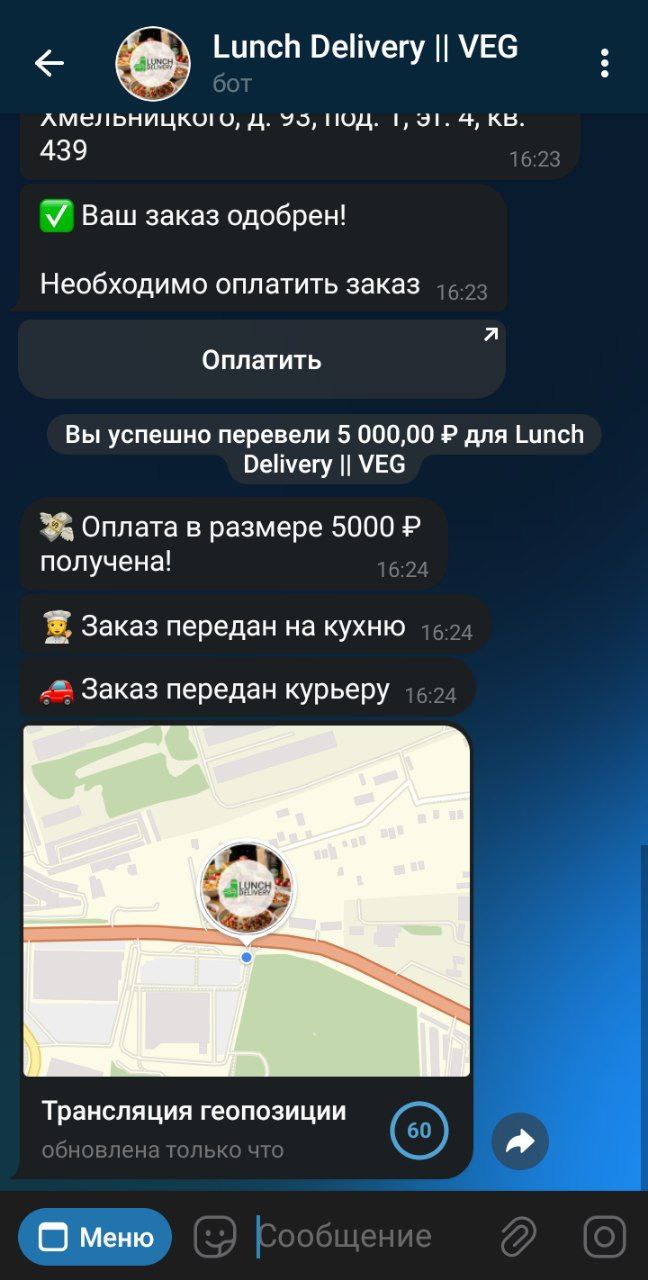 Lunch Delivery || VEG
бот
Хмельницкого, д. 93, под. 1, эт. 4, кв.
439
16:23
✅ Ваш заказ одобрен!
Необходимо оплатить заказ 16:23
Оплатить
Вы успешно перевели 5 000,00 ₽ для Lunch
Delivery || VEG
💸 Оплата в размере 5000 ₽
получена! 16:24
👩‍🍳 Заказ передан на кухню 16:24
🚗 Заказ передан курьеру 16:24
LUNCH
DELIVERY
Трансляция геопозиции
60
обновлена только что
Меню
Сообщение